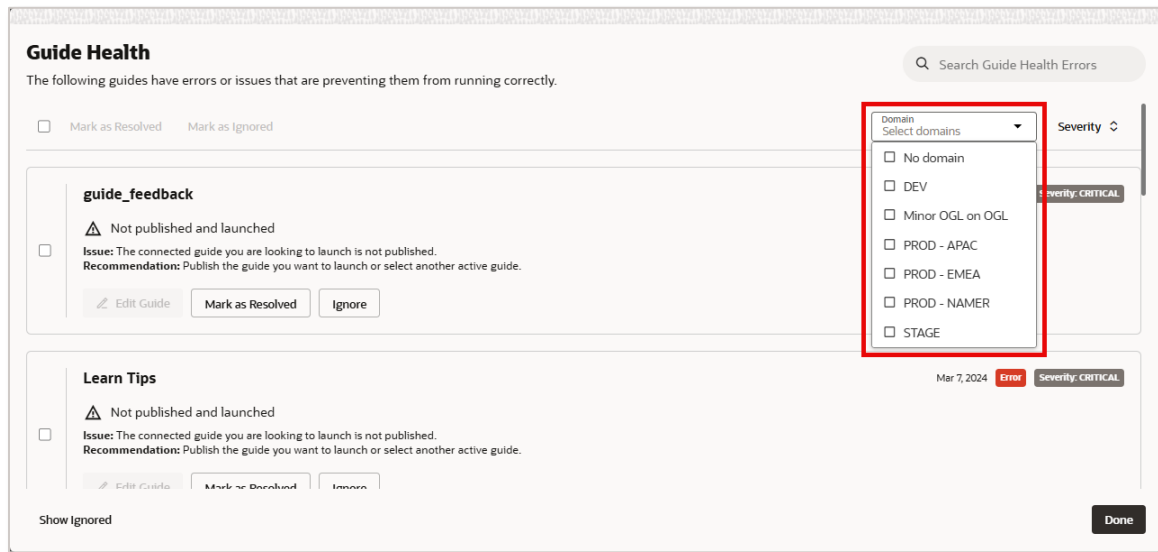 Guide Health
Search Guide Health Errors
The following guides have errors or issues that are preventing them from running correctly.
Mark as Resolved Mark as Ignored
Domain
Select domains
Severity
No domain
DEV
Minor OGL on OGL
PROD - APAC
PROD - EMEA
PROD - NAMER
STAGE
guide_feedback
Severity: CRITICAL
Not published and launched
Issue: The connected guide you are looking to launch is not published.
Recommendation: Publish the guide you want to launch or select another active guide.
Edit Guide Mark as Resolved Ignore
Learn Tips
Mar 7, 2024 Error Severity: CRITICAL
Not published and launched
Issue: The connected guide you are looking to launch is not published.
Recommendation: Publish the guide you want to launch or select another active guide.
Edit Guide Mark as Resolved Ignore
Show Ignored
Done